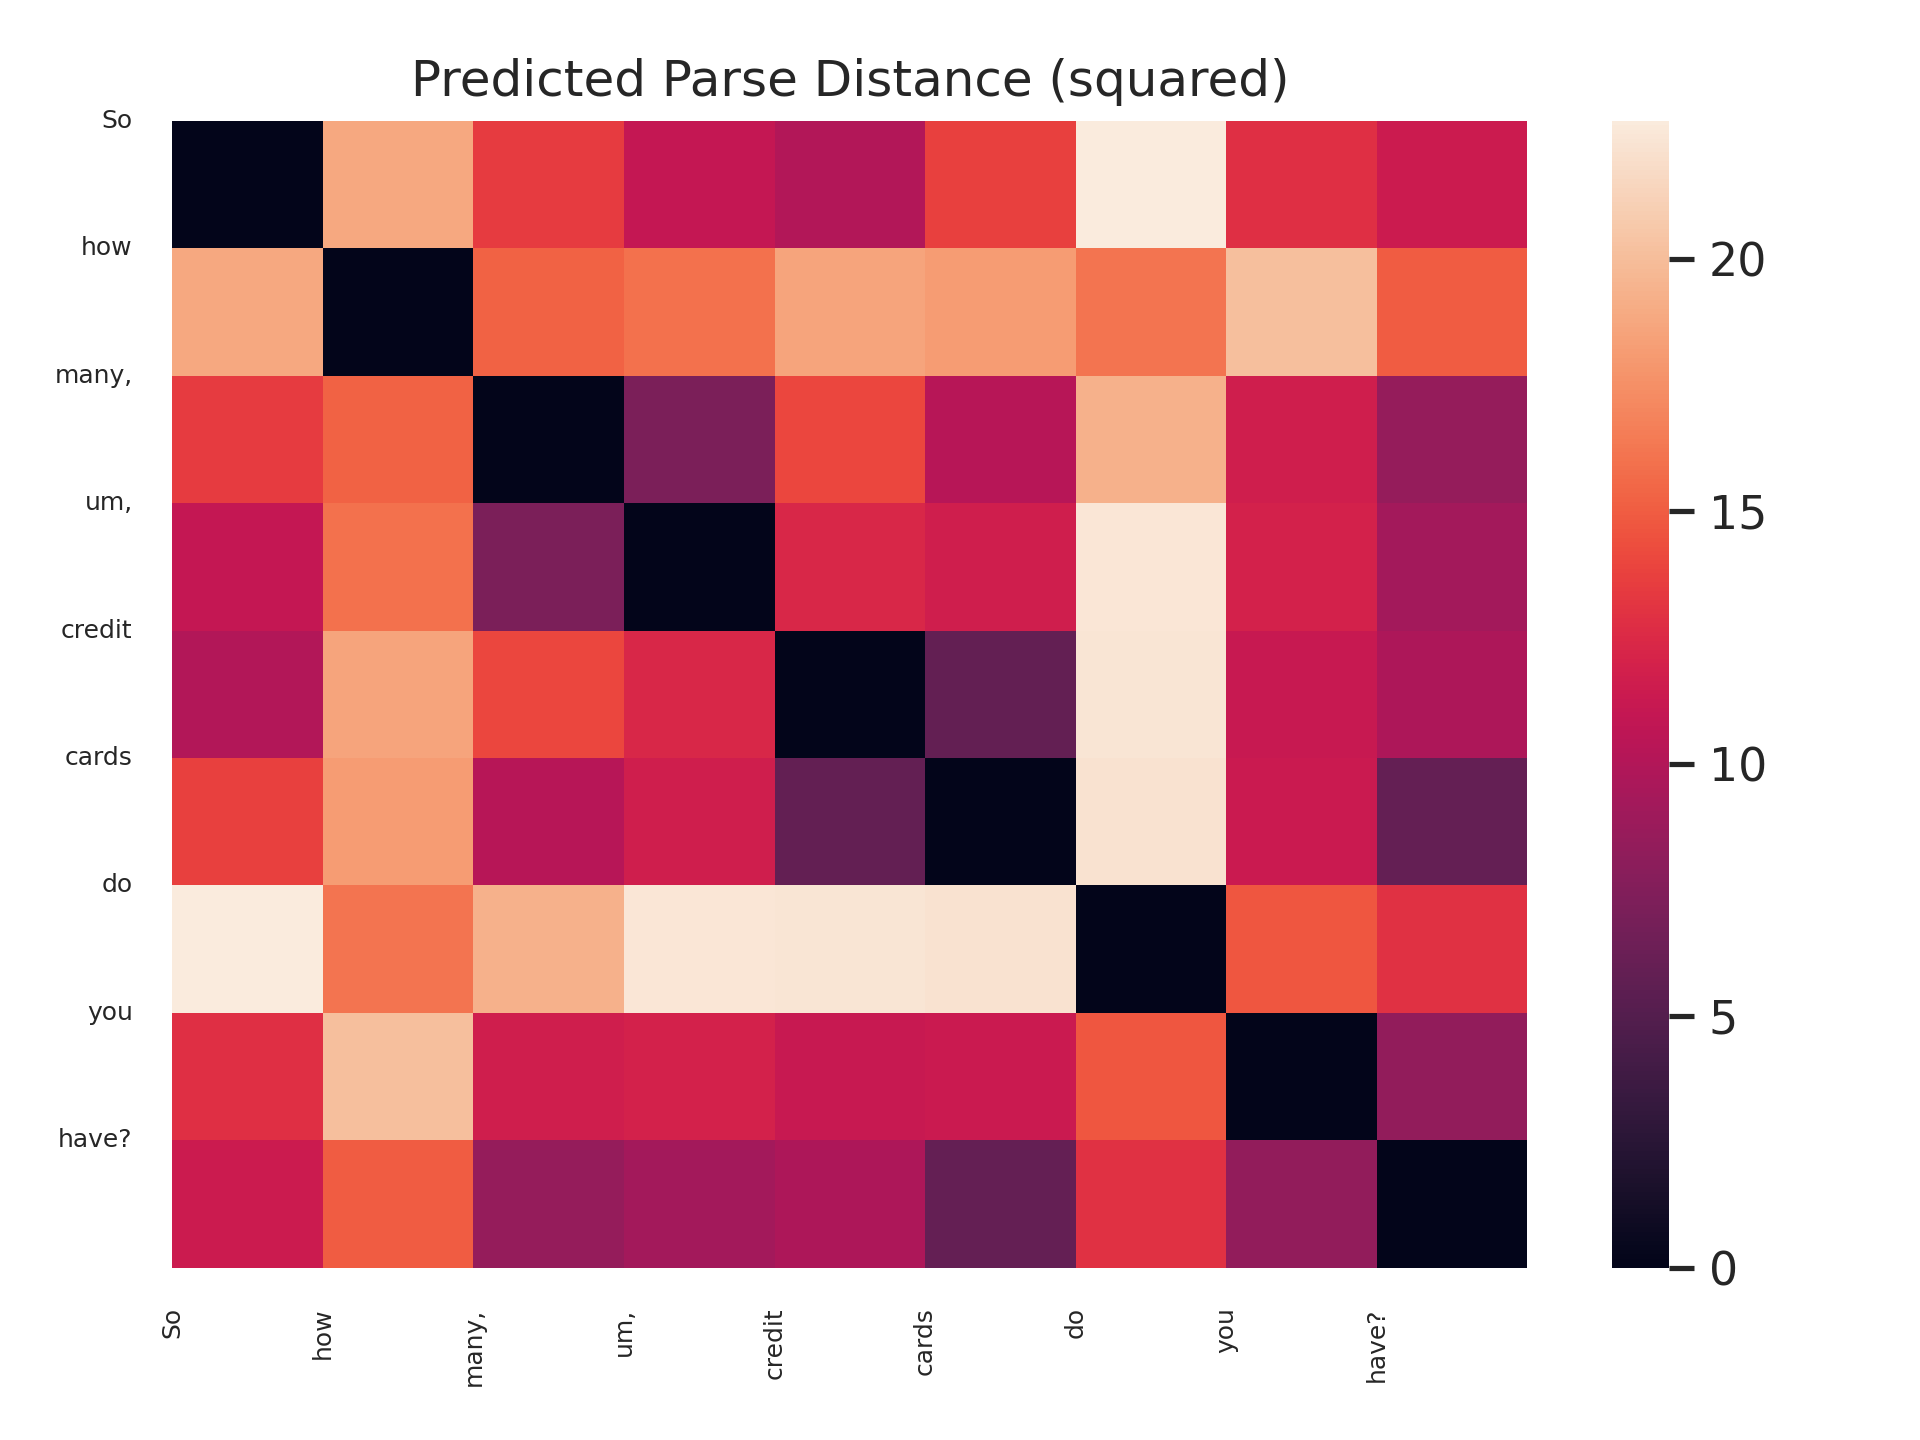 Predicted Parse Distance (squared)
So
how
many,
um,
credit
cards
do
you
have?
So
how
many,
um,
credit
cards
do
you
have?
20
15
10
5
0